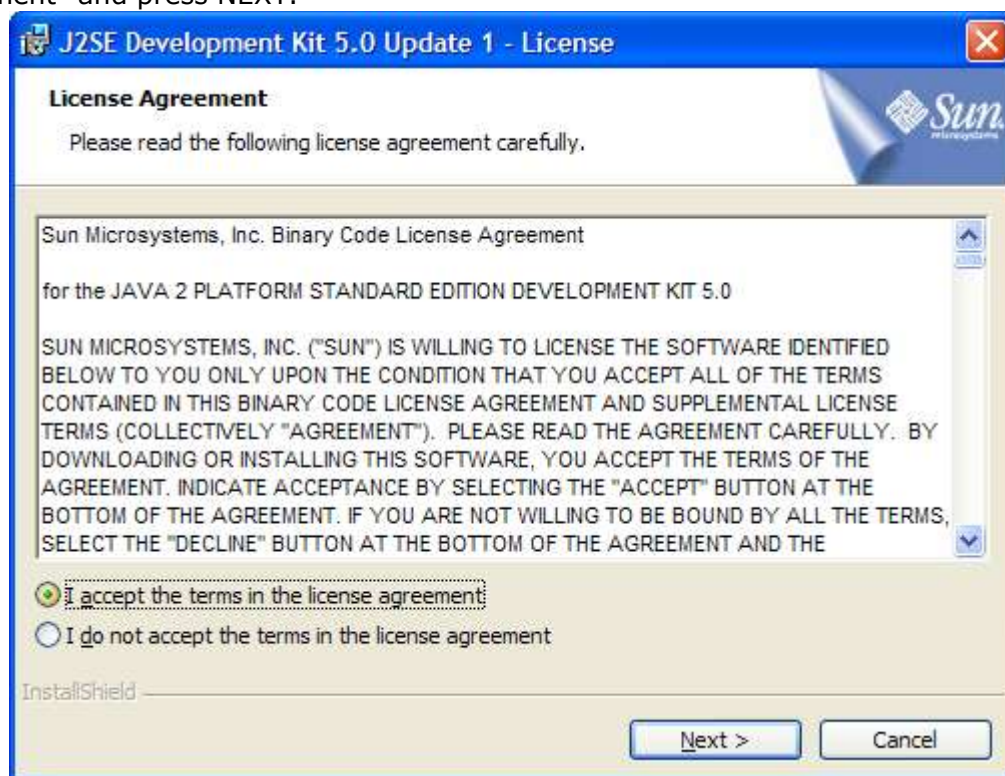 ment" and press NEXT.
J2SE Development Kit 5.0 Update 1 - License
License Agreement
Please read the following license agreement carefully.
Sun
microsystems
Sun Microsystems, Inc. Binary Code License Agreement
for the JAVA 2 PLATFORM STANDARD EDITION DEVELOPMENT KIT 5.0
SUN MICROSYSTEMS, INC. ("SUN") IS WILLING TO LICENSE THE SOFTWARE IDENTIFIED
BELOW TO YOU ONLY UPON THE CONDITION THAT YOU ACCEPT ALL OF THE TERMS
CONTAINED IN THIS BINARY CODE LICENSE AGREEMENT AND SUPPLEMENTAL LICENSE
TERMS (COLLECTIVELY "AGREEMENT").  PLEASE READ THE AGREEMENT CAREFULLY.  BY
DOWNLOADING OR INSTALLING THIS SOFTWARE, YOU ACCEPT THE TERMS OF THE
AGREEMENT. INDICATE ACCEPTANCE BY SELECTING THE "ACCEPT" BUTTON AT THE
BOTTOM OF THE AGREEMENT. IF YOU ARE NOT WILLING TO BE BOUND BY ALL THE TERMS,
SELECT THE "DECLINE" BUTTON AT THE BOTTOM OF THE AGREEMENT AND THE
I accept the terms in the license agreement
I do not accept the terms in the license agreement
InstallShield
Next >
Cancel